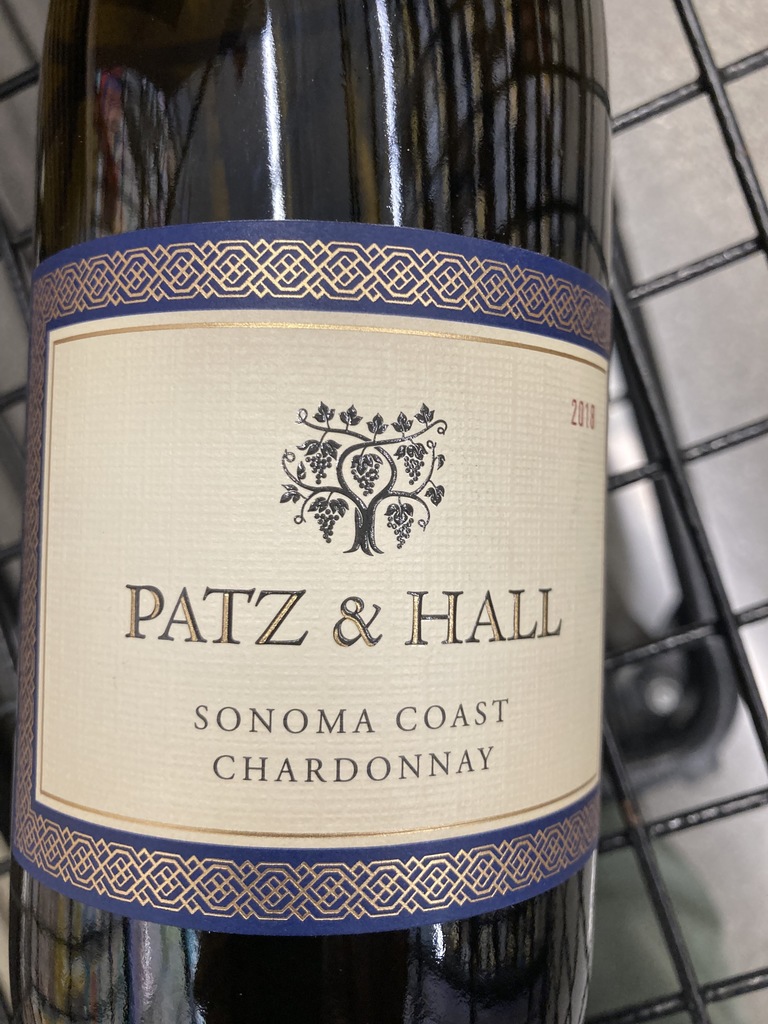 2018
PATZ & HALL
SONOMA COAST
CHARDONNAY